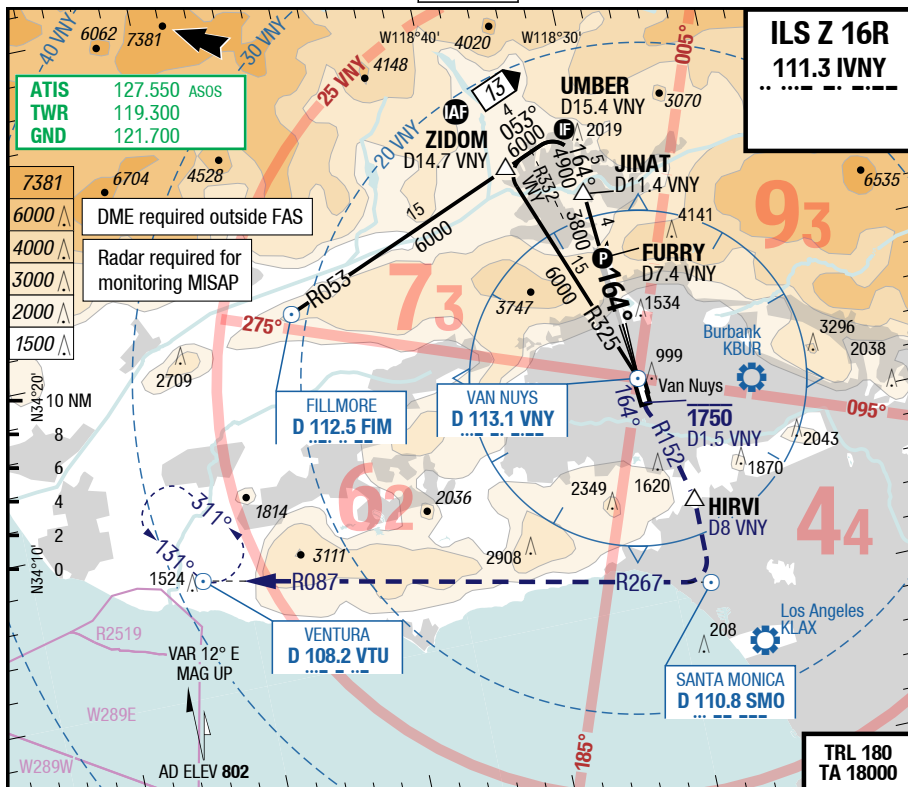 ILS Z 16R
111.3 IVNY
ATIS 127.550 ASOS
TWR 119.300
GND 121.700
7381
6000
4000
3000
2000
1500
DME required outside FAS
Radar required for
monitoring MISAP
40 VNY
30 VNY
25 VNY
20 VNY
W118°40'
W118°30'
005°
6062
7381
4148
4020
4528
6704
3070
6535
13
IAF
ZIDOM
D14.7 VNY
4
053°
6000
IF
UMBER
D15.4 VNY
2019
5
164°
4900
JINAT
D11.4 VNY
R332
VNY
3800
4
15
4141
P
FURRY
D7.4 VNY
93
15
6000
R053
6000
R325
164°
73
3747
1534
275°
999
Burbank
KBUR
3296
2038
2709
N34°20'
10 NM
8
6
4
2
0
N34°10'
FILLMORE
D 112.5 FIM
VAN NUYS
D 113.1 VNY
Van Nuys
164°
1750
D1.5 VNY
095°
R152
2043
1870
1620
2349
62
2036
1814
311°
131°
HIRVI
D8 VNY
44
3111
2908
1524
R087
R267
VENTURA
D 108.2 VTU
208
Los Angeles
KLAX
SANTA MONICA
D 110.8 SMO
R2519
VAR 12° E
MAG UP
W289E
W289W
AD ELEV 802
185°
TRL 180
TA 18000